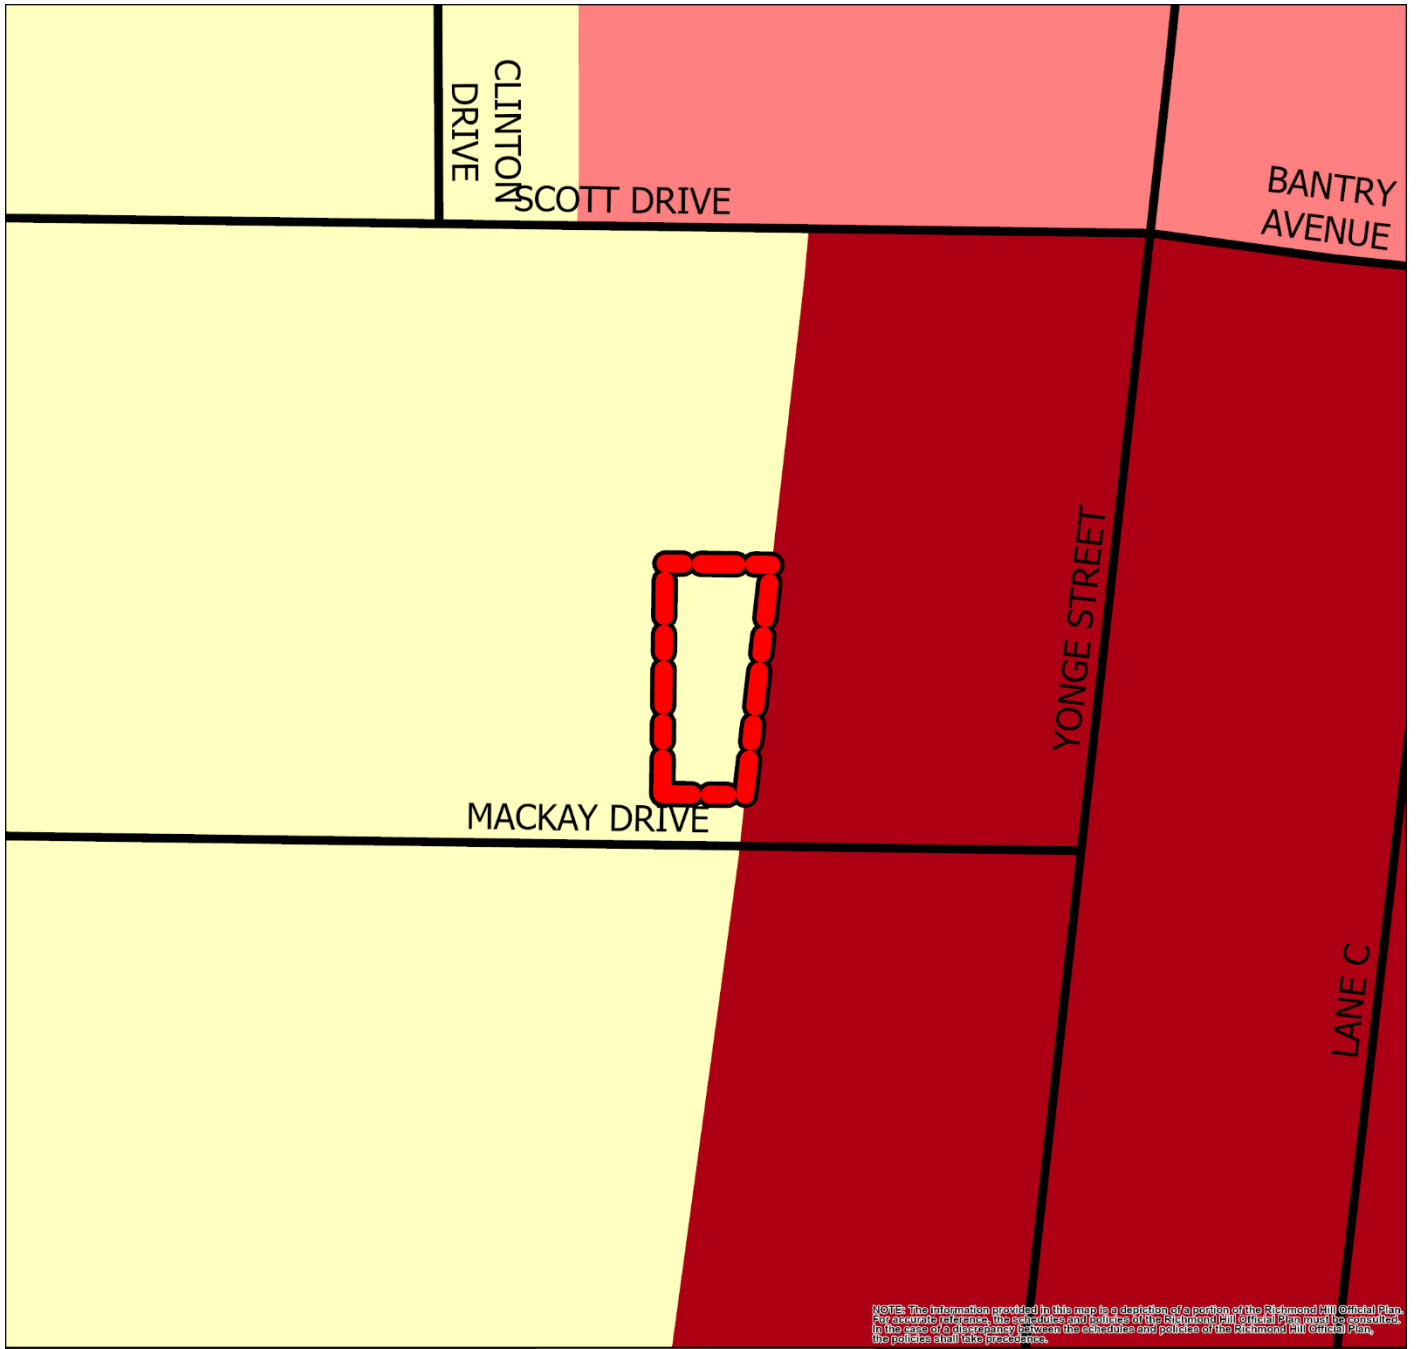 CLINTON
DRIVE
SCOTT DRIVE
BANTRY
AVENUE
YONGE STREET
MACKAY DRIVE
LANE C
NOTE: The information provided in this map is a depiction of a portion of the Richmond Hill Official Plan.
For accurate reference, the schedules and policies of the Richmond Hill Official Plan must be consulted.
In the case of a discrepancy between the schedules and policies of the Richmond Hill Official Plan,
the policies shall take precedence.